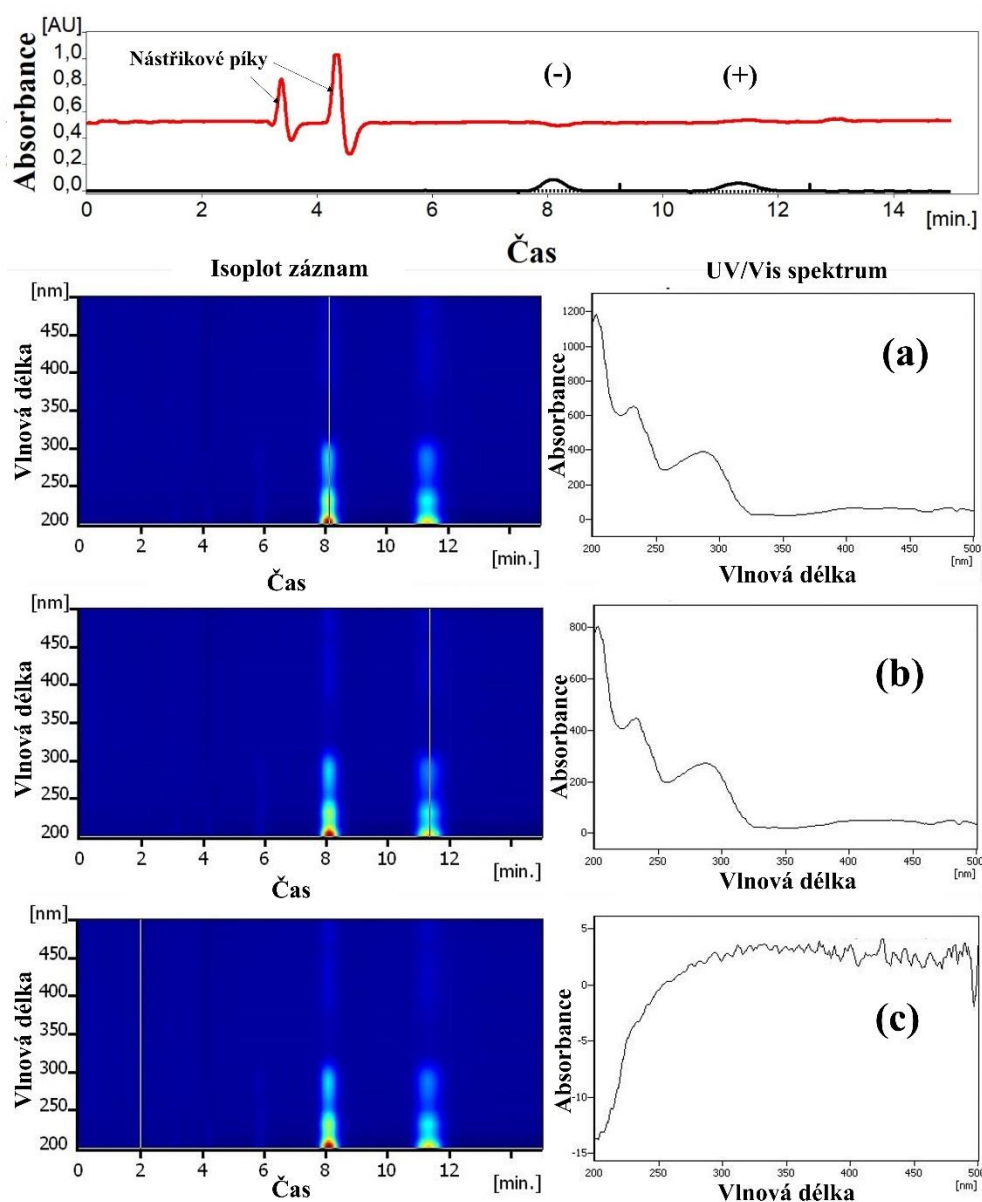 [AU]
Absorbance
1,0
0,8
0,6
0,4
0,2
0,0
Nástřikové píky
(-)
(+)
0 2 4 6 8 10 12 14
[min.]
Čas
Isoplot záznam
UV/Vis spektrum
[nm]
Vlnová délka
450
400
350
300
250
200
0 2 4 6 8 10 12
[min.]
Čas
Absorbance
1200
1000
800
600
400
200
0
(a)
200 250 300 350 400 450 500
[nm]
Vlnová délka
[nm]
Vlnová délka
450
400
350
300
250
200
0 2 4 6 8 10 12
[min.]
Čas
Absorbance
800
600
400
200
0
(b)
200 250 300 350 400 450 500
[nm]
Vlnová délka
[nm]
Vlnová délka
450
400
350
300
250
200
0 2 4 6 8 10 12
[min.]
Čas
Absorbance
5
0
-5
-10
-15
(c)
200 250 300 350 400 450 500
[nm]
Vlnová délka